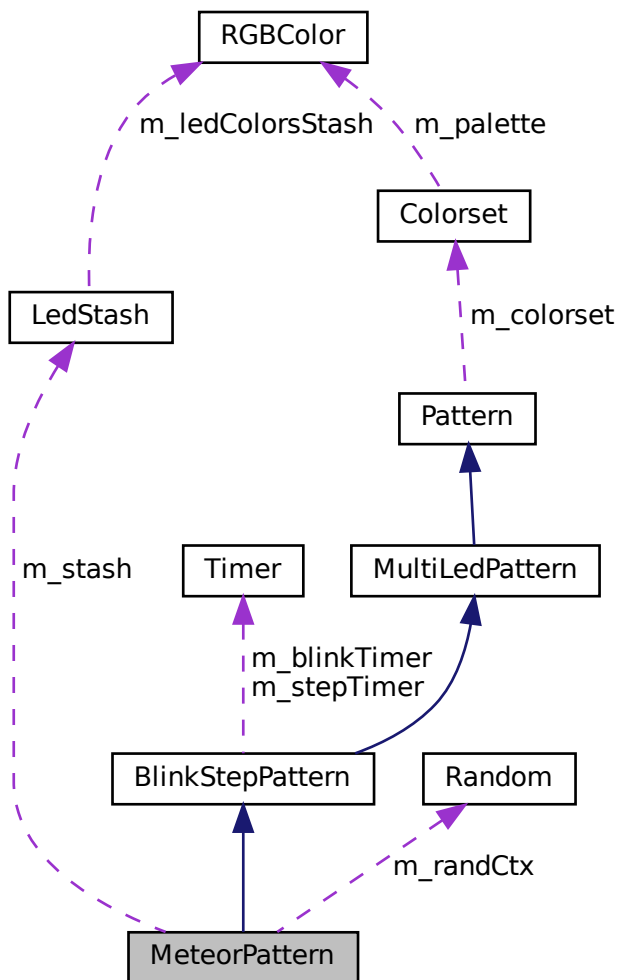 RGBColor
m_ledColorsStash
m_palette
Colorset
LedStash
m_colorset
Pattern
m_stash
Timer
MultiLedPattern
m_blinkTimer
m_stepTimer
BlinkStepPattern
Random
m_randCtx
MeteorPattern